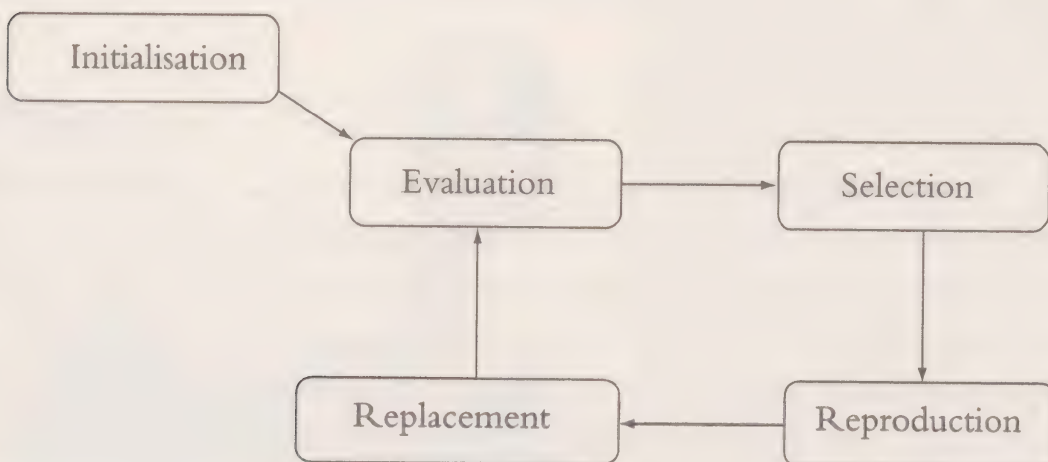 Initialisation
Evaluation
Selection
Replacement
Reproduction